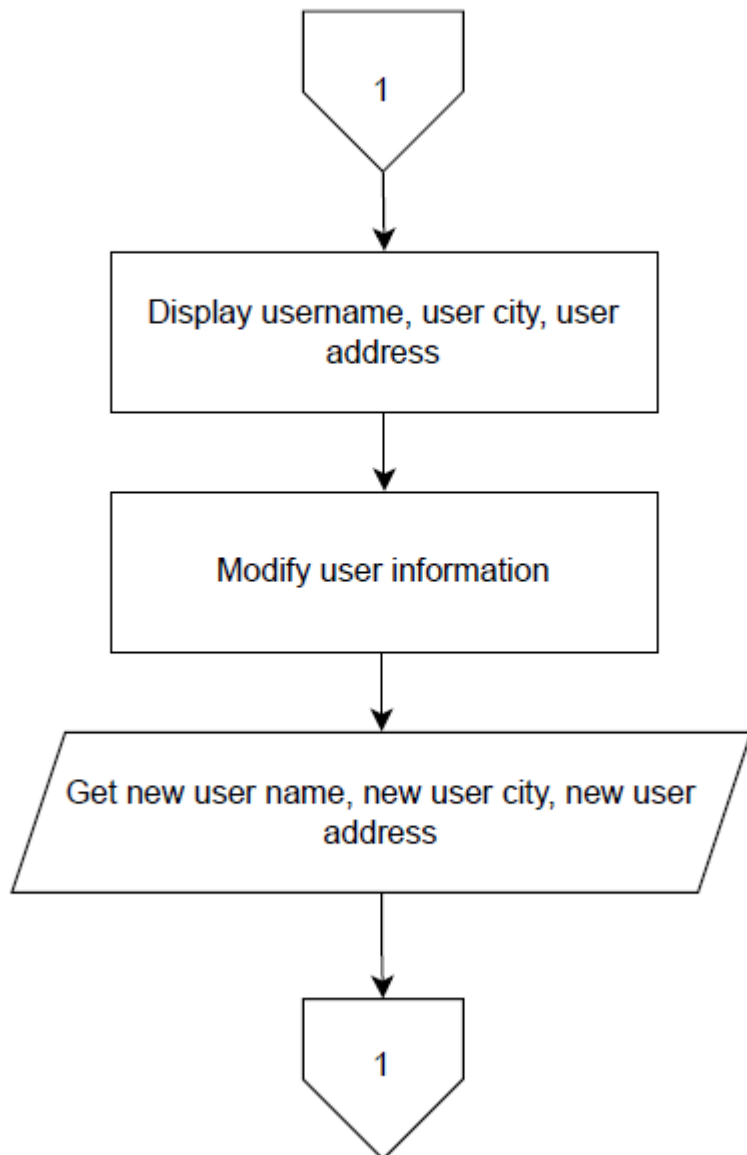 1
Display username, user city, user
address
Modify user information
Get new user name, new user city, new user
address
1